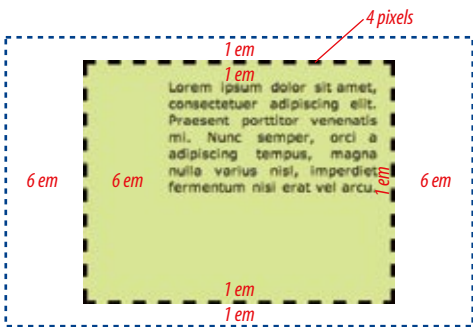 4 pixels
1 em
1 em
Lorem ipsum dolor sit amet,
consectetuer adipiscing elit.
Praesent porttitor venenatis
mi. Nunc semper, orci a
adipiscing tempus, magna
nulla varius nisl, imperdiet
fermentum nisi erat vel arcu.
6 em
6 em
1 em
6 em
1 em
1 em